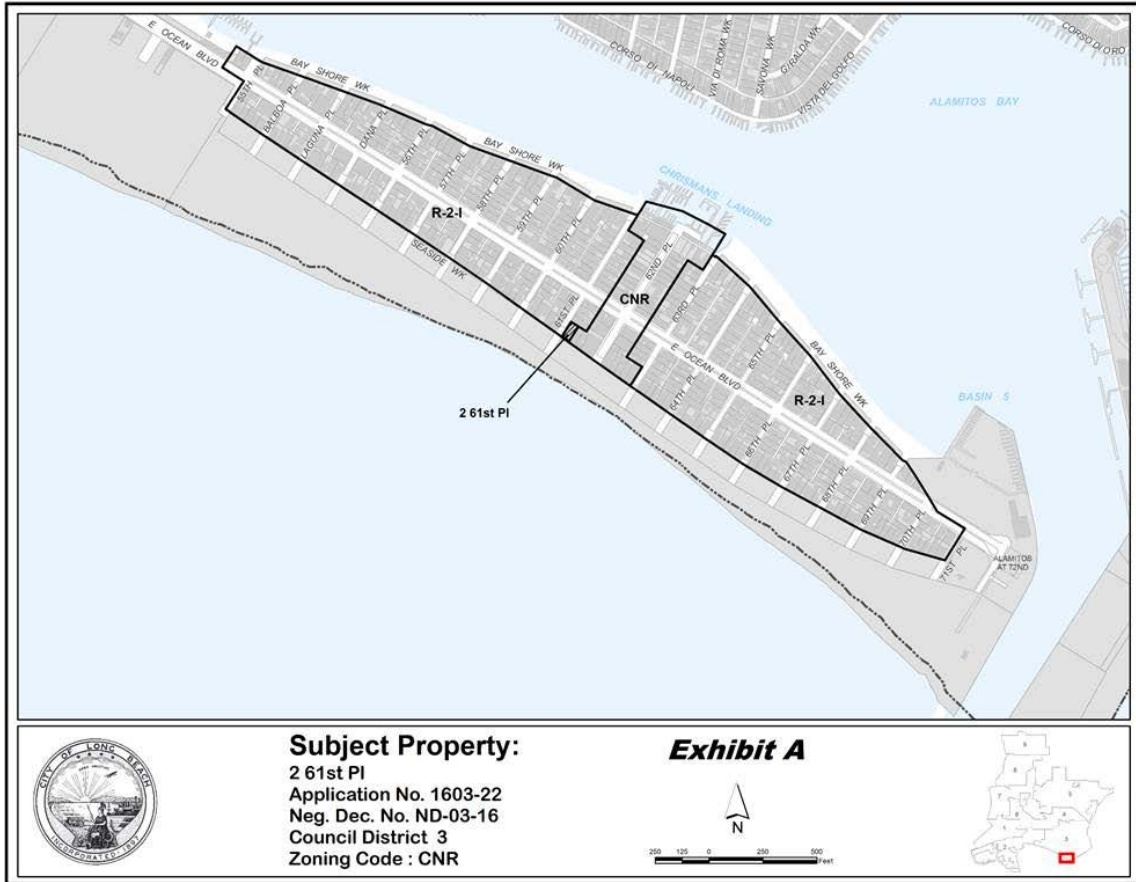 E OCEAN BLVD
55TH PL
BALBOA PL
LAGUNA PL
DANA PL
56TH PL
57TH PL
58TH PL
59TH PL
60TH PL
61ST PL
62ND PL
63RD PL
64TH PL
65TH PL
66TH PL
67TH PL
68TH PL
69TH PL
70TH PL
71ST PL
BAY SHORE WK
BAY SHORE WK
BAY SHORE WK
SEASIDE WK
E OCEAN BLVD
R-2-I
CNR
R-2-I
2 61st Pl
CORSO DI NAPOLI
VIA DI ROMA WK
SAVONA WK
GIRALDA WK
VISTA DEL GOLFO
CORSO DI ORO
ALAMITOS BAY
CHRISMANS LANDING
BASIN 5
ALAMITOS
AT 72ND
CITY OF LONG BEACH
INCORPORATED 1897
Subject Property:
2 61st Pl
Application No. 1603-22
Neg. Dec. No. ND-03-16
Council District 3
Zoning Code : CNR
Exhibit A
N
250 125 0 250 500
Feet